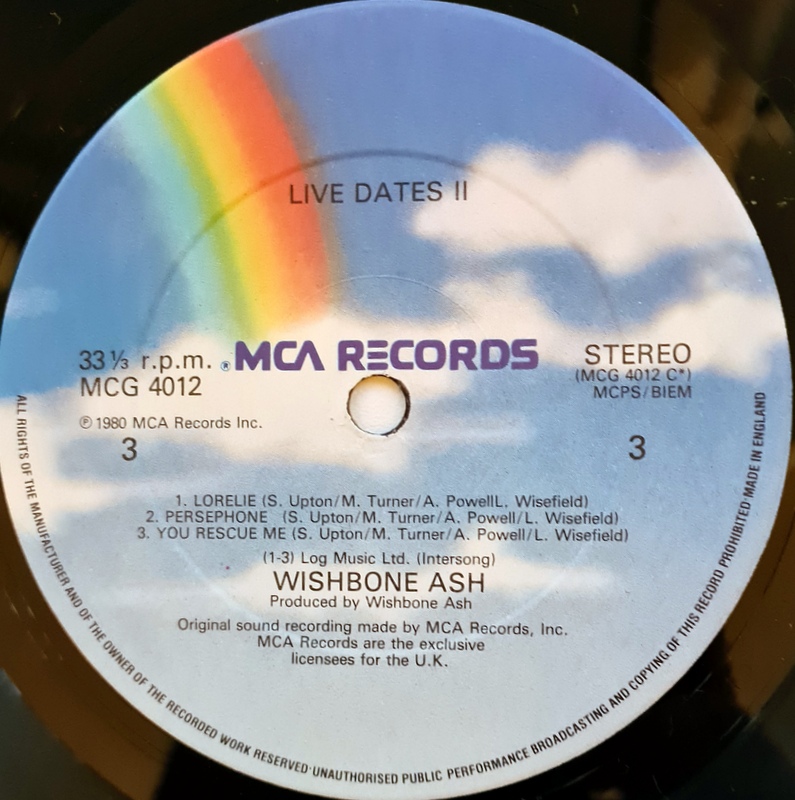 LIVE DATES II
33⅓ r.p.m.
® MCA RECORDS
STEREO
MCG 4012
(MCG 4012 C*)
MCPS/BIEM
℗ 1980 MCA Records Inc.
3
3
1. LORELIE (S. Upton/M. Turner/A. PowellL. Wisefield)
2. PERSEPHONE (S. Upton/M. Turner/A. Powell/L. Wisefield)
3. YOU RESCUE ME (S. Upton/M. Turner/A. Powell/L. Wisefield)
(1-3) Log Music Ltd. (Intersong)
WISHBONE ASH
Produced by Wishbone Ash
Original sound recording made by MCA Records, Inc.
MCA Records are the exclusive
licensees for the U.K.
ALL RIGHTS OF THE MANUFACTURER AND OF THE OWNER OF THE RECORDED WORK RESERVED·UNAUTHORISED PUBLIC PERFORMANCE BROADCASTING AND COPYING OF THIS RECORD PROHIBITED·MADE IN ENGLAND